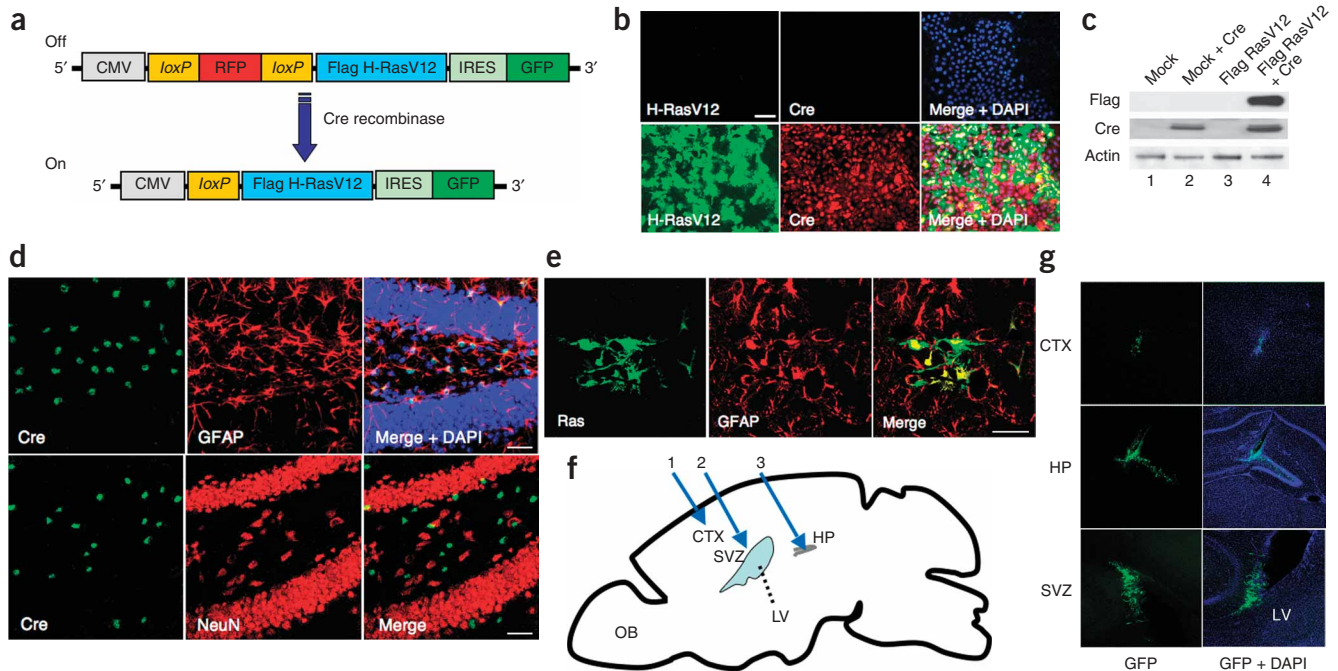 a
Off
5′ CMV loxP RFP loxP Flag H-RasV12 IRES GFP 3′
Cre recombinase
On
5′ CMV loxP Flag H-RasV12 IRES GFP 3′
b
H-RasV12 Cre Merge + DAPI
H-RasV12 Cre Merge + DAPI
c
Mock
Mock + Cre
Flag RasV12
Flag RasV12
+ Cre
Flag
Cre
Actin
1 2 3 4
d
Cre GFAP Merge + DAPI
Cre NeuN Merge
e
Ras GFAP Merge
f
1 2 3
CTX
SVZ
HP
LV
OB
g
CTX
HP
SVZ
LV
GFP GFP + DAPI